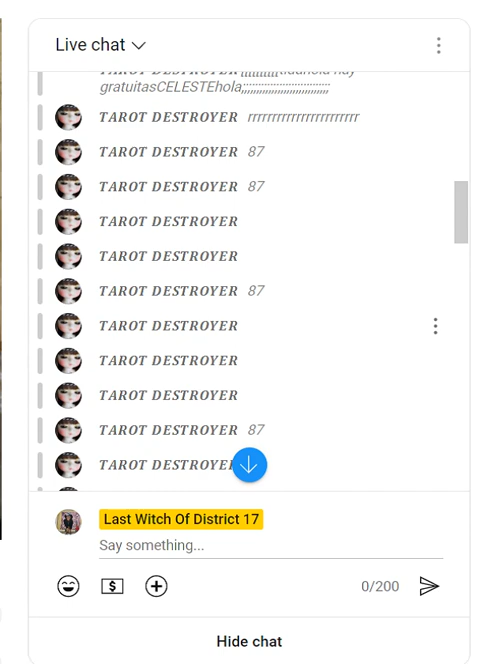 Live chat
TAROT DESTROYER
gratuitasCELESTEhola;;;;;;;;;;;;;;;;;;;;;;;;;;;;
TAROT DESTROYER rrrrrrrrrrrrrrrrrrrrrrr
TAROT DESTROYER 87
TAROT DESTROYER 87
TAROT DESTROYER
TAROT DESTROYER
TAROT DESTROYER 87
TAROT DESTROYER
TAROT DESTROYER
TAROT DESTROYER
TAROT DESTROYER 87
TAROT DESTROYER
Last Witch Of District 17
Say something...
0/200
Hide chat